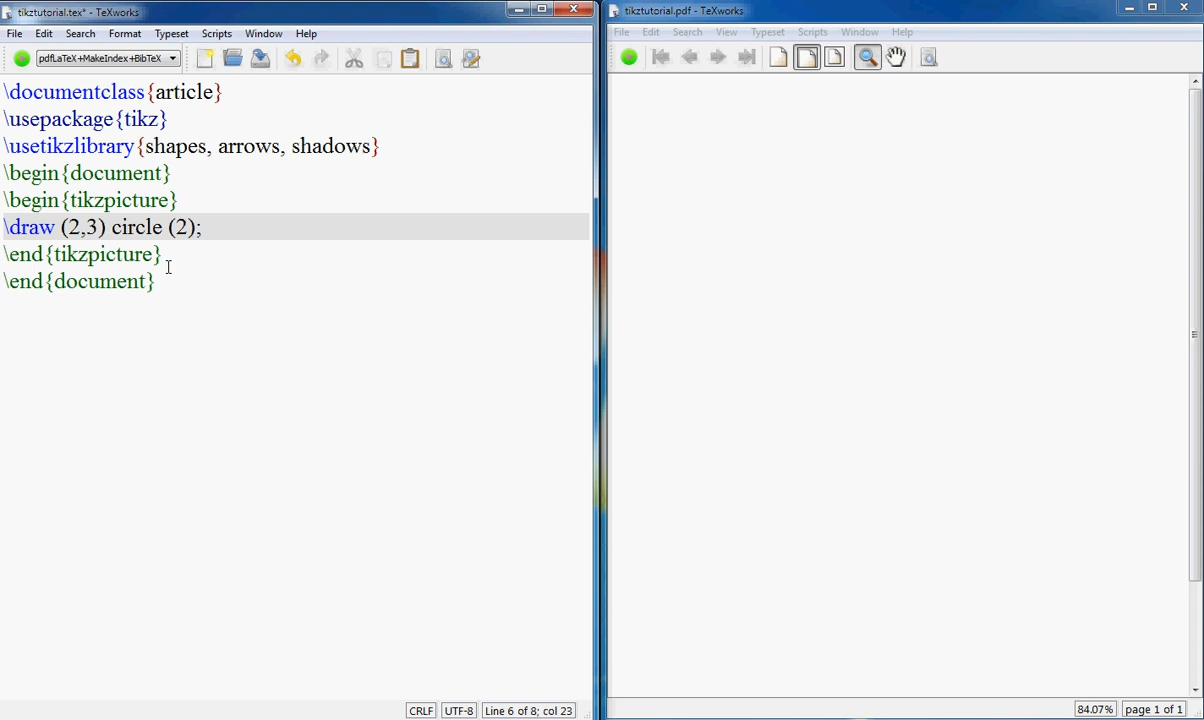 tikztutorial.tex* - TeXworks
File Edit Search Format Typeset Scripts Window Help
pdfLaTeX+MakeIndex+BibTeX
\documentclass{article}
\usepackage{tikz}
\usetikzlibrary{shapes, arrows, shadows}
\begin{document}
\begin{tikzpicture}
\draw (2,3) circle (2);
\end{tikzpicture}
\end{document}
CRLF UTF-8 Line 6 of 8; col 23
tikztutorial.pdf - TeXworks
File Edit Search View Typeset Scripts Window Help
84.07% page 1 of 1